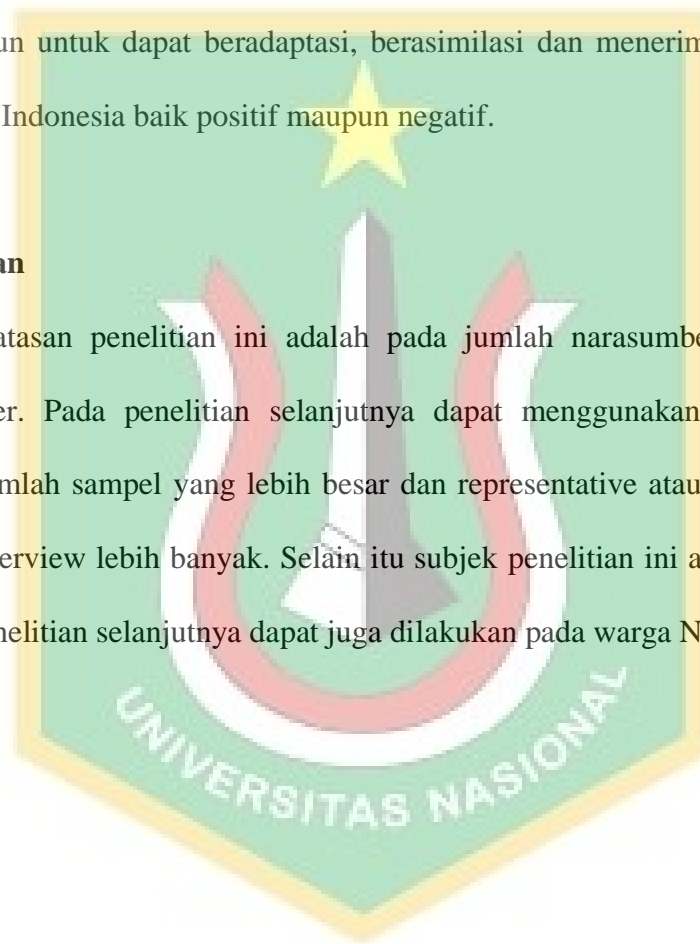 un untuk dapat beradaptasi, berasimilasi dan menerim
Indonesia baik positif maupun negatif.
an
atasan penelitian ini adalah pada jumlah narasumbe
er. Pada penelitian selanjutnya dapat menggunakan
mlah sampel yang lebih besar dan representative atau
erview lebih banyak. Selain itu subjek penelitian ini a
nelitian selanjutnya dapat juga dilakukan pada warga N
UNIVERSITAS NASIONAL